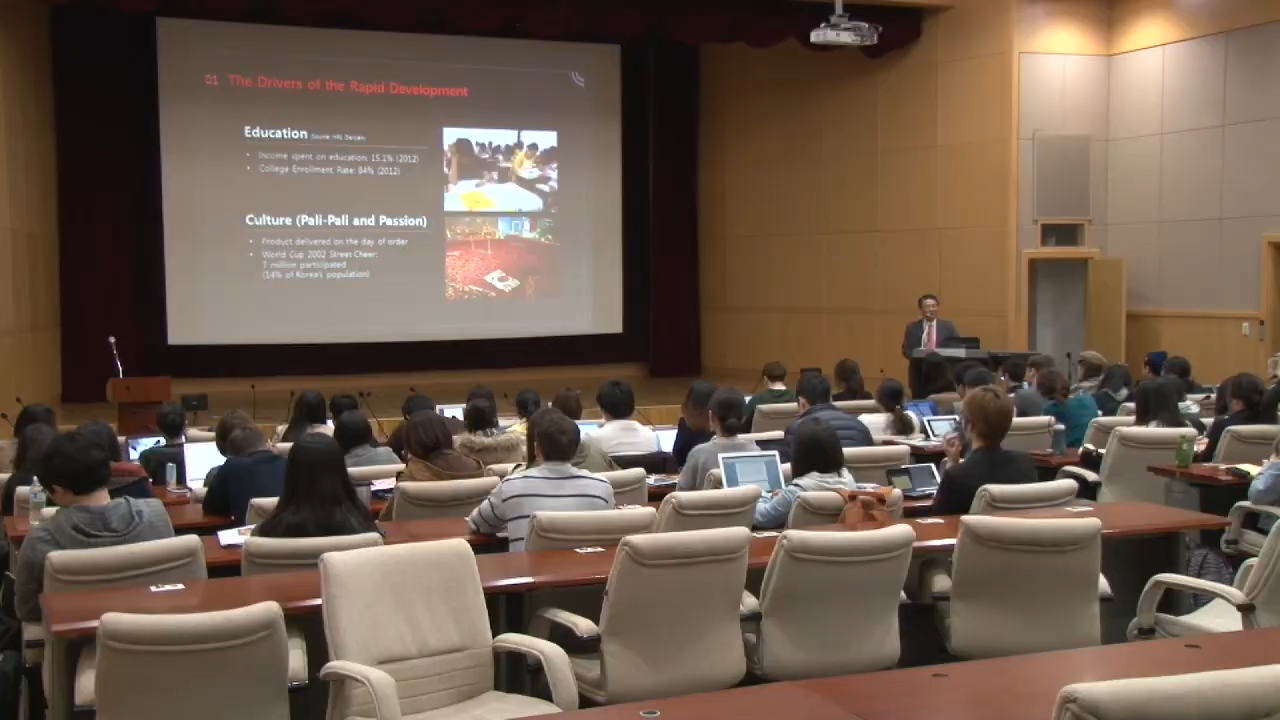 01 The Drivers of the Rapid Development
Education
• Income spent on education: 15.1% (2012)
• College Enrollment Rate: 84% (2012)
Culture (Pali-Pali and Passion)
• Product delivered on the day of order
• World Cup 2002 Street Cheer:
7 million participated
(14% of Korea's population)